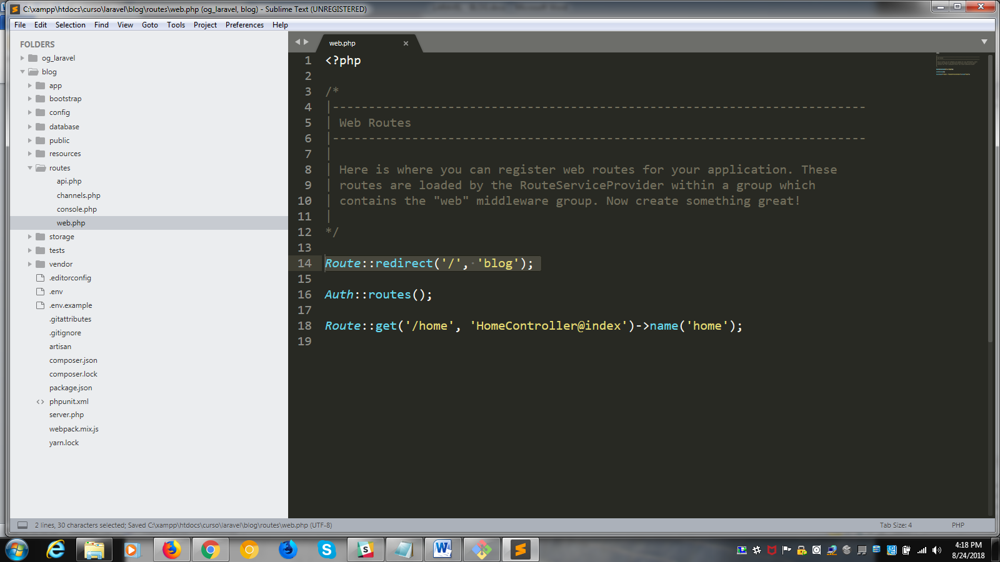 C:\xampp\htdocs\curso\laravel\blog\routes\web.php (og_laravel, blog) - Sublime Text (UNREGISTERED)
File Edit Selection Find View Goto Tools Project Preferences Help
FOLDERS
og_laravel
blog
app
bootstrap
config
database
public
resources
routes
api.php
channels.php
console.php
web.php
storage
tests
vendor
.editorconfig
.env
.env.example
.gitattributes
.gitignore
artisan
composer.json
composer.lock
package.json
phpunit.xml
server.php
webpack.mix.js
yarn.lock
web.php
1 <?php
2
3 /*
4 |--------------------------------------------------------------------------
5 | Web Routes
6 |--------------------------------------------------------------------------
7 |
8 | Here is where you can register web routes for your application. These
9 | routes are loaded by the RouteServiceProvider within a group which
10 | contains the "web" middleware group. Now create something great!
11 |
12 */
13
14 Route::redirect('/', 'blog');
15
16 Auth::routes();
17
18 Route::get('/home', 'HomeController@index')->name('home');
19
2 lines, 30 characters selected; Saved C:\xampp\htdocs\curso\laravel\blog\routes\web.php (UTF-8)
Tab Size: 4
PHP
4:18 PM
8/24/2018